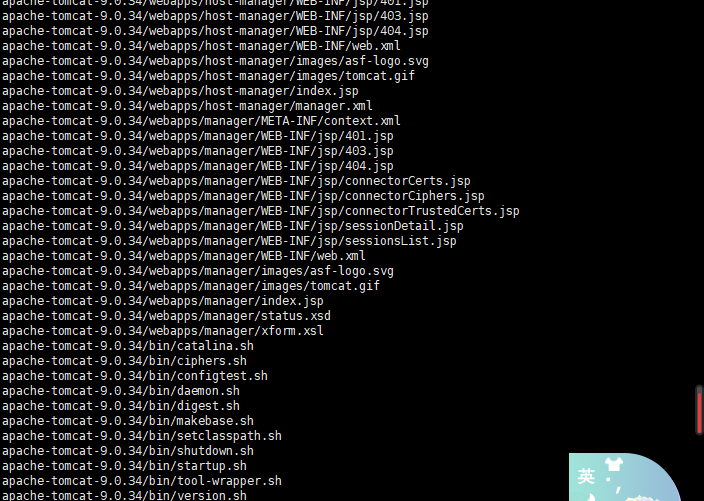 apache-tomcat-9.0.34/webapps/host-manager/WEB-INF/jsp/401.jsp
apache-tomcat-9.0.34/webapps/host-manager/WEB-INF/jsp/403.jsp
apache-tomcat-9.0.34/webapps/host-manager/WEB-INF/jsp/404.jsp
apache-tomcat-9.0.34/webapps/host-manager/WEB-INF/web.xml
apache-tomcat-9.0.34/webapps/host-manager/images/asf-logo.svg
apache-tomcat-9.0.34/webapps/host-manager/images/tomcat.gif
apache-tomcat-9.0.34/webapps/host-manager/index.jsp
apache-tomcat-9.0.34/webapps/host-manager/manager.xml
apache-tomcat-9.0.34/webapps/manager/META-INF/context.xml
apache-tomcat-9.0.34/webapps/manager/WEB-INF/jsp/401.jsp
apache-tomcat-9.0.34/webapps/manager/WEB-INF/jsp/403.jsp
apache-tomcat-9.0.34/webapps/manager/WEB-INF/jsp/404.jsp
apache-tomcat-9.0.34/webapps/manager/WEB-INF/jsp/connectorCerts.jsp
apache-tomcat-9.0.34/webapps/manager/WEB-INF/jsp/connectorCiphers.jsp
apache-tomcat-9.0.34/webapps/manager/WEB-INF/jsp/connectorTrustedCerts.jsp
apache-tomcat-9.0.34/webapps/manager/WEB-INF/jsp/sessionDetail.jsp
apache-tomcat-9.0.34/webapps/manager/WEB-INF/jsp/sessionsList.jsp
apache-tomcat-9.0.34/webapps/manager/WEB-INF/web.xml
apache-tomcat-9.0.34/webapps/manager/images/asf-logo.svg
apache-tomcat-9.0.34/webapps/manager/images/tomcat.gif
apache-tomcat-9.0.34/webapps/manager/index.jsp
apache-tomcat-9.0.34/webapps/manager/status.xsd
apache-tomcat-9.0.34/webapps/manager/xform.xsl
apache-tomcat-9.0.34/bin/catalina.sh
apache-tomcat-9.0.34/bin/ciphers.sh
apache-tomcat-9.0.34/bin/configtest.sh
apache-tomcat-9.0.34/bin/daemon.sh
apache-tomcat-9.0.34/bin/digest.sh
apache-tomcat-9.0.34/bin/makebase.sh
apache-tomcat-9.0.34/bin/setclasspath.sh
apache-tomcat-9.0.34/bin/shutdown.sh
apache-tomcat-9.0.34/bin/startup.sh
apache-tomcat-9.0.34/bin/tool-wrapper.sh
apache-tomcat-9.0.34/bin/version.sh
英